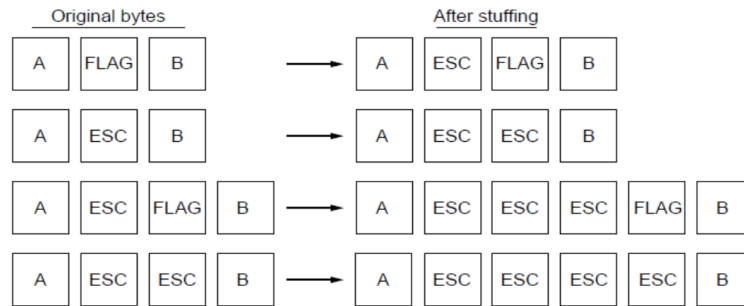 Original bytes After stuffing
A FLAG B A ESC FLAG B
A ESC B A ESC ESC B
A ESC FLAG B A ESC ESC ESC FLAG B
A ESC ESC B A ESC ESC ESC ESC B